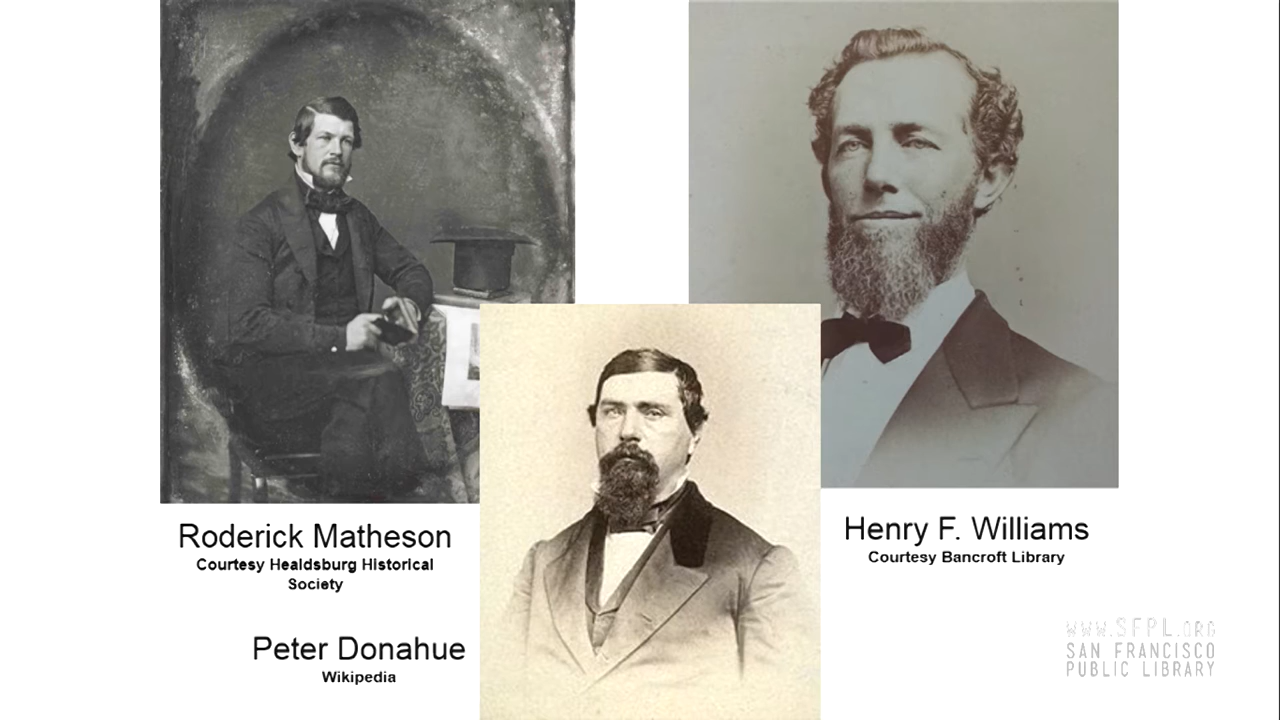 Roderick Matheson
Courtesy Healdsburg Historical
Society
Peter Donahue
Wikipedia
Henry F. Williams
Courtesy Bancroft Library
WWW.SFPL.ORG
SAN FRANCISCO
PUBLIC LIBRARY